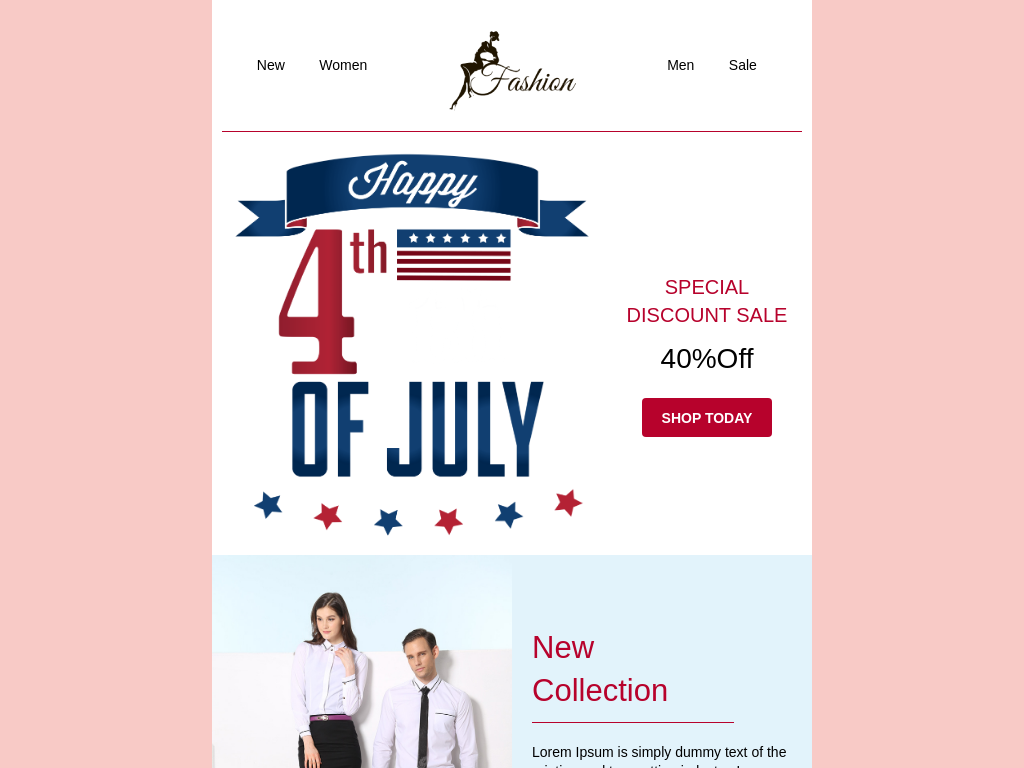 New
Women
Fashion
Men
Sale
Happy
4th
OF JULY
SPECIAL
DISCOUNT SALE
40%Off
SHOP TODAY
New
Collection
Lorem Ipsum is simply dummy text of the